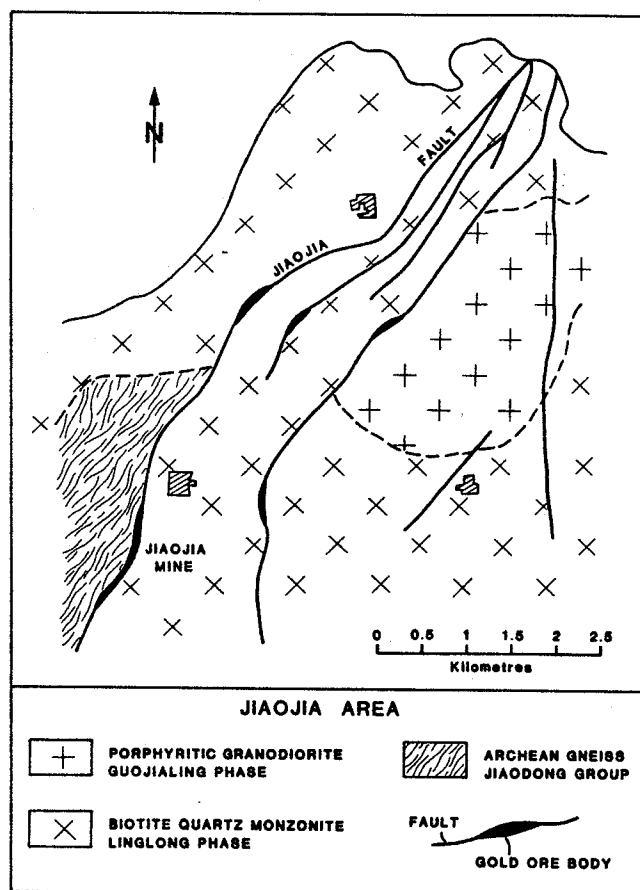 N
FAULT
JIAOJIA
JIAOJIA
MINE
0 0.5 1 1.5 2 2.5
Kilometres
JIAOJIA AREA
PORPHYRITIC GRANODIORITE
GUOJIALING PHASE
ARCHEAN GNEISS
JIAODONG GROUP
BIOTITE QUARTZ MONZONITE
LINGLONG PHASE
FAULT
GOLD ORE BODY